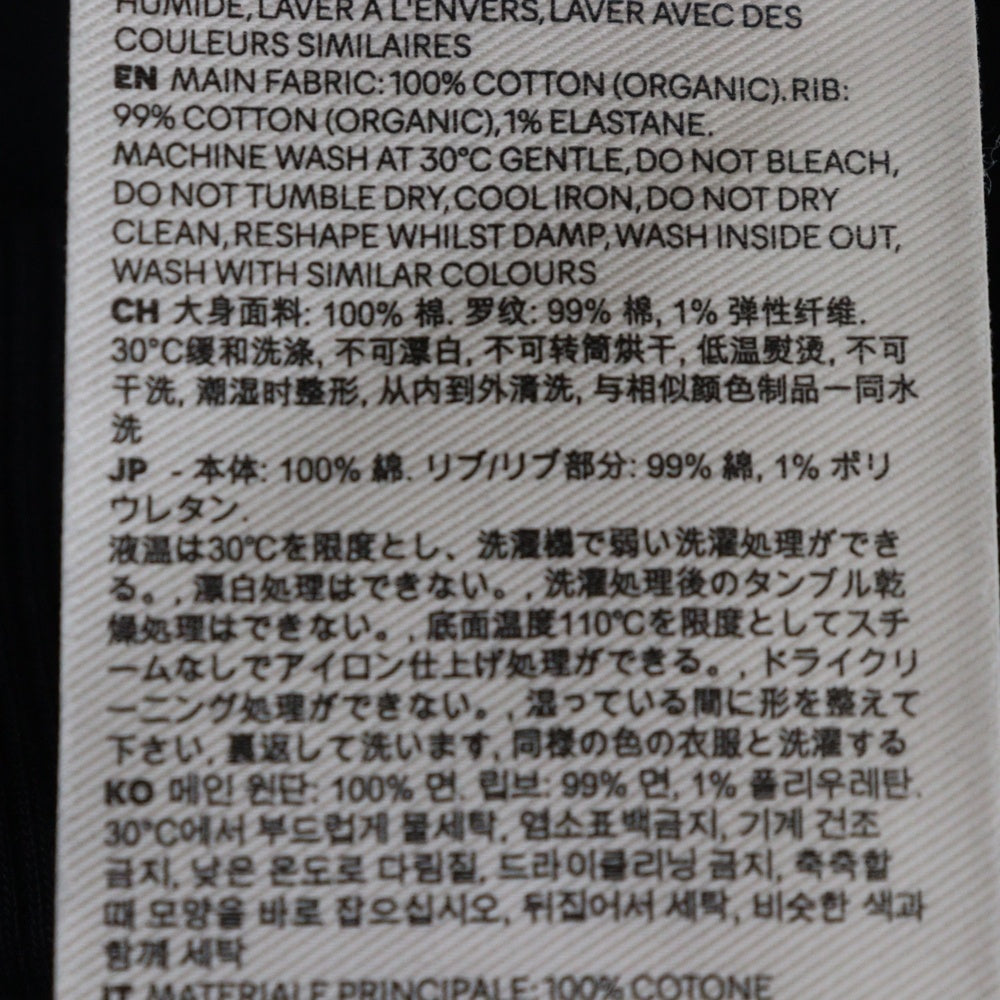 HUMIDE, LAVER A L'ENVERS, LAVER AVEC DES
COULEURS SIMILAIRES
EN MAIN FABRIC: 100% COTTON (ORGANIC). RIB:
99% COTTON (ORGANIC), 1% ELASTANE.
MACHINE WASH AT 30°C GENTLE, DO NOT BLEACH,
DO NOT TUMBLE DRY, COOL IRON, DO NOT DRY
CLEAN, RESHAPE WHILST DAMP, WASH INSIDE OUT,
WASH WITH SIMILAR COLOURS
CH 大身面料: 100% 棉. 罗纹: 99% 棉, 1% 弹性纤维.
30°C缓和洗涤, 不可漂白, 不可转筒烘干, 低温熨烫, 不可
干洗, 潮湿时整形, 从内到外清洗, 与相似颜色制品一同水
洗
JP - 本体: 100% 綿. リブ/リブ部分: 99% 綿, 1% ポリ
ウレタン.
液温は30℃を限度とし、洗濯機で弱い洗濯処理ができ
る。, 漂白処理はできない。, 洗濯処理後のタンブル乾
燥処理はできない。, 底面温度110℃を限度としてスチ
ームなしでアイロン仕上げ処理ができる。, ドライクリ
ーニング処理ができない。, 湿っている間に形を整えて
下さい, 裏返して洗います, 同様の色の衣服と洗濯する
KO 메인 원단: 100% 면. 립브: 99% 면, 1% 폴리우레탄.
30°C에서 부드럽게 물세탁, 염소표백금지, 기계 건조
금지, 낮은 온도로 다림질, 드라이클리닝 금지, 축축할
때 모양을 바로 잡으십시오, 뒤집어서 세탁, 비슷한 색과
함께 세탁
IT MATERIALE PRINCIPALE: 100% COTONE